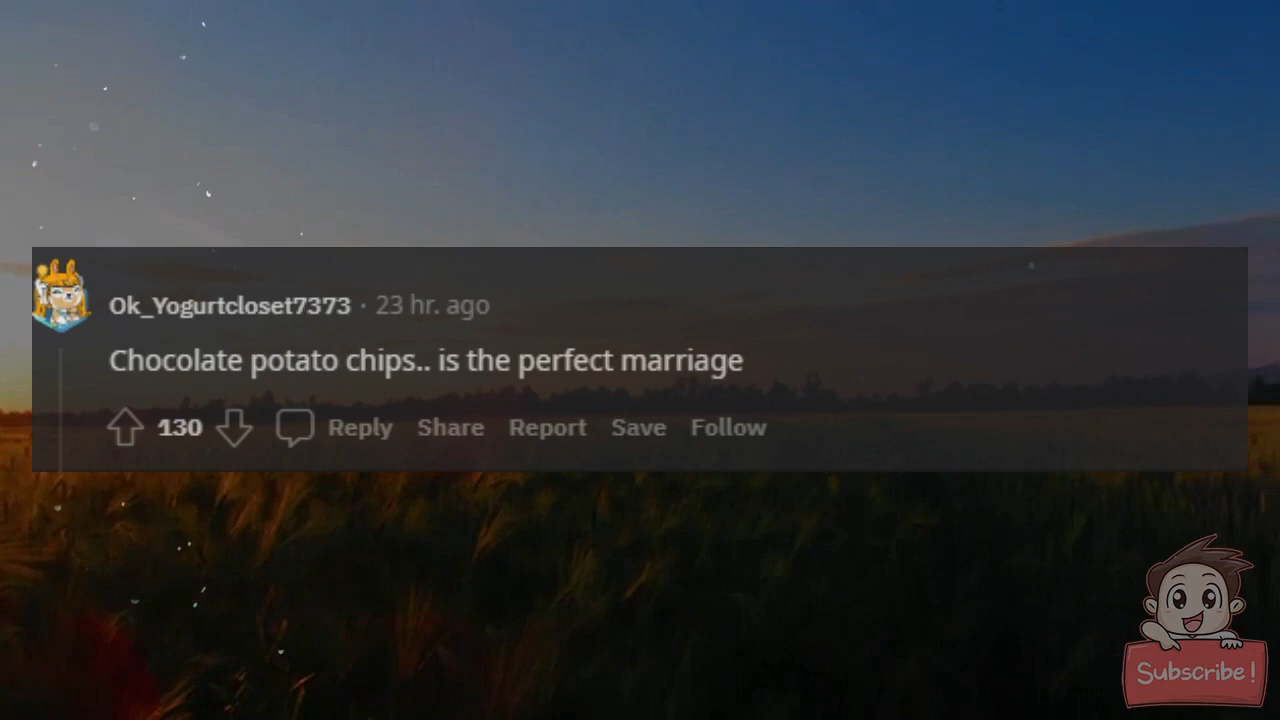 Ok_Yogurtcloset7373 · 23 hr. ago
Chocolate potato chips.. is the perfect marriage
130 Reply Share Report Save Follow
Subscribe!